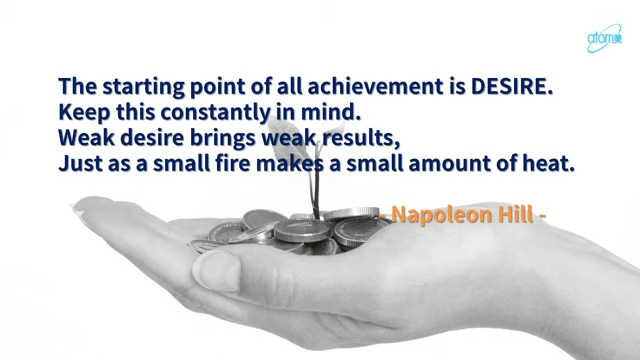 atomy
The starting point of all achievement is DESIRE.
Keep this constantly in mind.
Weak desire brings weak results,
Just as a small fire makes a small amount of heat.
- Napoleon Hill -